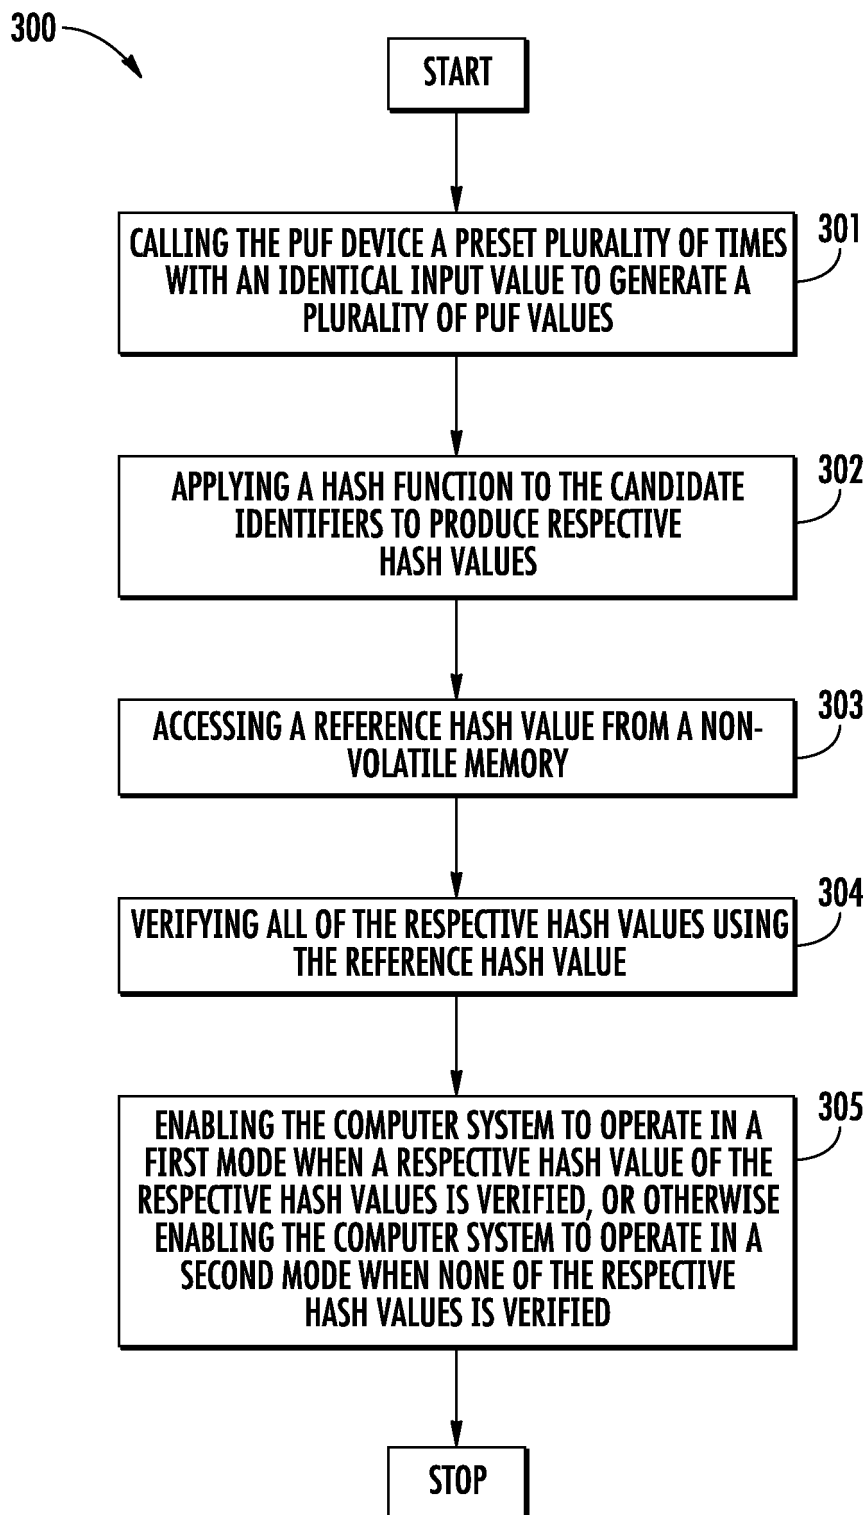 300
START
CALLING THE PUF DEVICE A PRESET PLURALITY OF TIMES
WITH AN IDENTICAL INPUT VALUE TO GENERATE A
PLURALITY OF PUF VALUES
301
APPLYING A HASH FUNCTION TO THE CANDIDATE
IDENTIFIERS TO PRODUCE RESPECTIVE
HASH VALUES
302
ACCESSING A REFERENCE HASH VALUE FROM A NON-
VOLATILE MEMORY
303
VERIFYING ALL OF THE RESPECTIVE HASH VALUES USING
THE REFERENCE HASH VALUE
304
ENABLING THE COMPUTER SYSTEM TO OPERATE IN A
FIRST MODE WHEN A RESPECTIVE HASH VALUE OF THE
RESPECTIVE HASH VALUES IS VERIFIED, OR OTHERWISE
ENABLING THE COMPUTER SYSTEM TO OPERATE IN A
SECOND MODE WHEN NONE OF THE RESPECTIVE
HASH VALUES IS VERIFIED
305
STOP